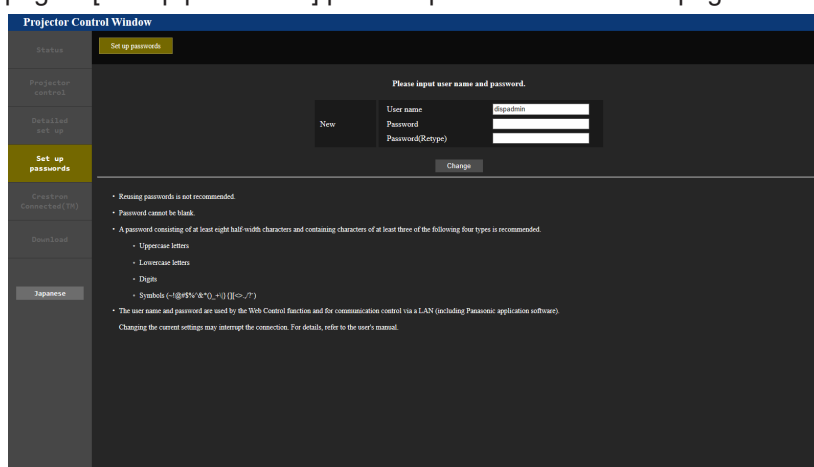 Projector Control Window
Status
Set up passwords
Projector
control
Detailed
set up
Set up
passwords
Crestron
Connected(TM)
Download
Japanese
Please input user name and password.
New
User name
dispadmin
Password
Password(Retype)
Change
• Reusing passwords is not recommended.
• Password cannot be blank.
• A password consisting of at least eight half-width characters and containing characters of at least three of the following four types is recommended.
• Uppercase letters
• Lowercase letters
• Digits
• Symbols
• The user name and password are used by the Web Control function and for communication control via a LAN (including Panasonic application software).
Changing the current settings may interrupt the connection. For details, refer to the user's manual.